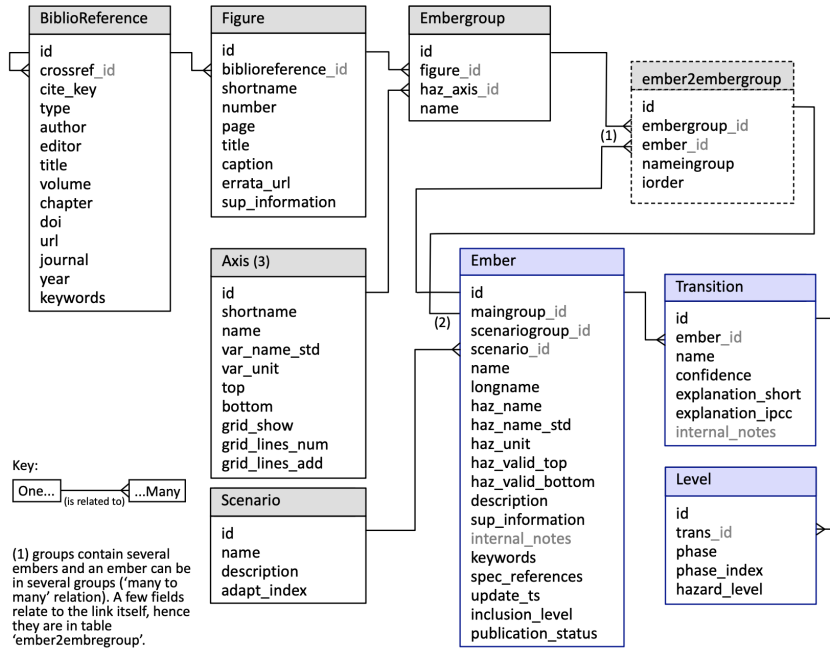 BiblioReference
id
crossref_id
cite_key
type
author
editor
title
volume
chapter
doi
url
journal
year
keywords
Figure
id
biblioreference_id
shortname
number
page
title
caption
errata_url
sup_information
Embergroup
id
figure_id
haz_axis_id
name
ember2embergroup
id
embergroup_id
ember_id
nameingroup
iorder
(1)
Axis (3)
id
shortname
name
var_name_std
var_unit
top
bottom
grid_show
grid_lines_num
grid_lines_add
Ember
id
maingroup_id
scenariogroup_id
scenario_id
name
longname
haz_name
haz_name_std
haz_unit
haz_valid_top
haz_valid_bottom
description
sup_information
internal_notes
keywords
spec_references
update_ts
inclusion_level
publication_status
(2)
Transition
id
ember_id
name
confidence
explanation_short
explanation_ipcc
internal_notes
Level
id
trans_id
phase
phase_index
hazard_level
Scenario
id
name
description
adapt_index
Key:
One...
(is related to)
...Many
(1) groups contain several
embers and an ember can be
in several groups (‘many to
many’ relation). A few fields
relate to the link itself, hence
they are in table
‘ember2embregroup’.